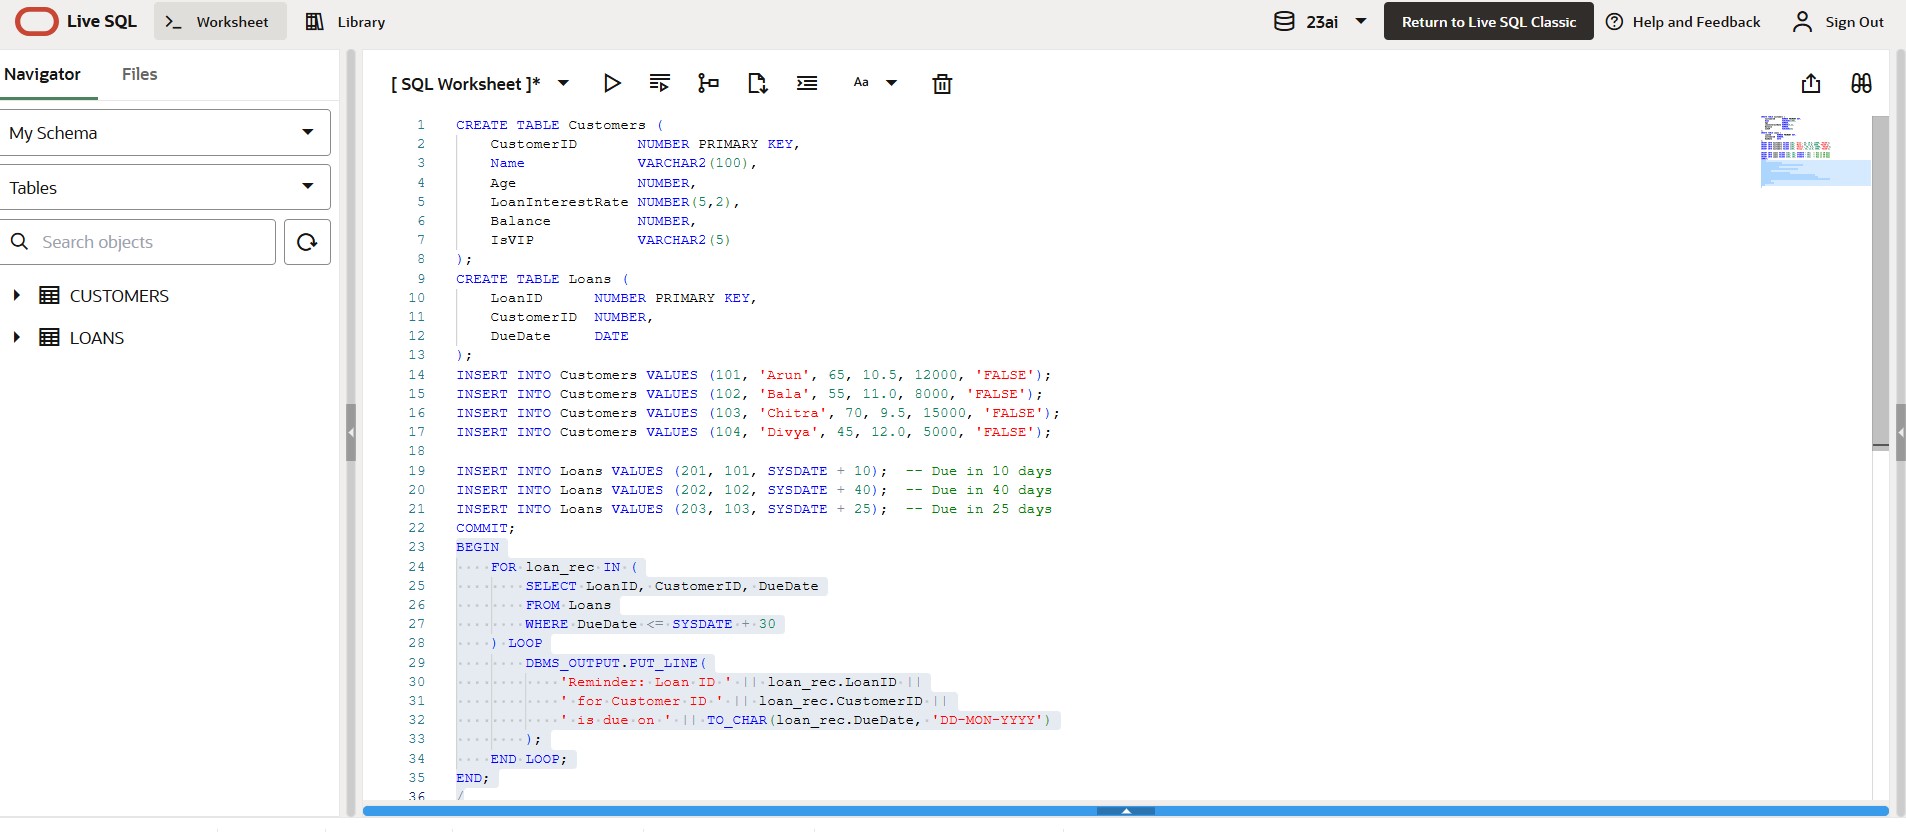 Live SQL
Worksheet
Library
23ai
Return to Live SQL Classic
Help and Feedback
Sign Out
Navigator
Files
My Schema
Tables
Search objects
CUSTOMERS
LOANS
[ SQL Worksheet ]*
Aa
1 CREATE TABLE Customers (
2     CustomerID       NUMBER PRIMARY KEY,
3     Name             VARCHAR2(100),
4     Age              NUMBER,
5     LoanInterestRate NUMBER(5,2),
6     Balance          NUMBER,
7     IsVIP            VARCHAR2(5)
8 );
9 CREATE TABLE Loans (
10     LoanID      NUMBER PRIMARY KEY,
11     CustomerID  NUMBER,
12     DueDate     DATE
13 );
14 INSERT INTO Customers VALUES (101, 'Arun', 65, 10.5, 12000, 'FALSE');
15 INSERT INTO Customers VALUES (102, 'Bala', 55, 11.0, 8000, 'FALSE');
16 INSERT INTO Customers VALUES (103, 'Chitra', 70, 9.5, 15000, 'FALSE');
17 INSERT INTO Customers VALUES (104, 'Divya', 45, 12.0, 5000, 'FALSE');
18
19 INSERT INTO Loans VALUES (201, 101, SYSDATE + 10);  -- Due in 10 days
20 INSERT INTO Loans VALUES (202, 102, SYSDATE + 40);  -- Due in 40 days
21 INSERT INTO Loans VALUES (203, 103, SYSDATE + 25);  -- Due in 25 days
22 COMMIT;
23 BEGIN
24     FOR loan_rec IN (
25         SELECT LoanID, CustomerID, DueDate
26         FROM Loans
27         WHERE DueDate <= SYSDATE + 30
28     ) LOOP
29         DBMS_OUTPUT.PUT_LINE(
30             'Reminder: Loan ID ' || loan_rec.LoanID ||
31             ' for Customer ID ' || loan_rec.CustomerID ||
32             ' is due on ' || TO_CHAR(loan_rec.DueDate, 'DD-MON-YYYY')
33         );
34     END LOOP;
35 END;
36 /